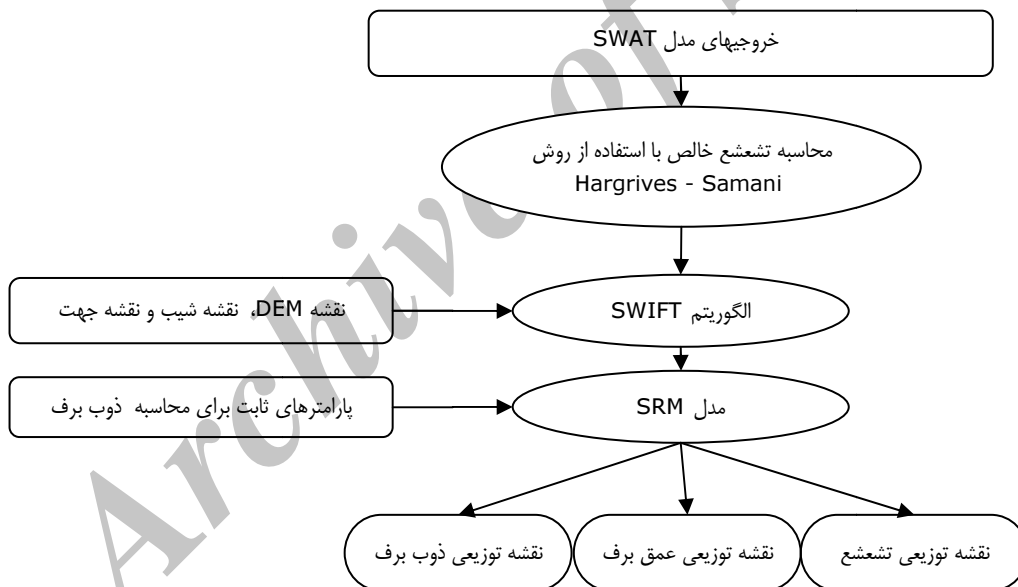 خروجیهای مدل SWAT
محاسبه تشعشع خالص با استفاده از روش
Hargrives - Samani
نقشه DEM، نقشه شیب و نقشه جهت
الگوریتم SWIFT
پارامترهای ثابت برای محاسبه ذوب برف
مدل SRM
نقشه توزیعی تشعشع
نقشه توزیعی عمق برف
نقشه توزیعی ذوب برف
Archive of